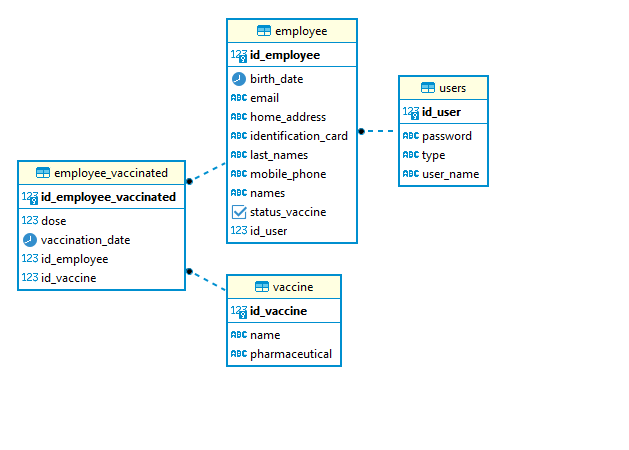 employee
123 id_employee
birth_date
ABC email
ABC home_address
ABC identification_card
ABC last_names
ABC mobile_phone
ABC names
status_vaccine
123 id_user
users
123 id_user
ABC password
ABC type
ABC user_name
employee_vaccinated
123 id_employee_vaccinated
123 dose
vaccination_date
123 id_employee
123 id_vaccine
vaccine
123 id_vaccine
ABC name
ABC pharmaceutical